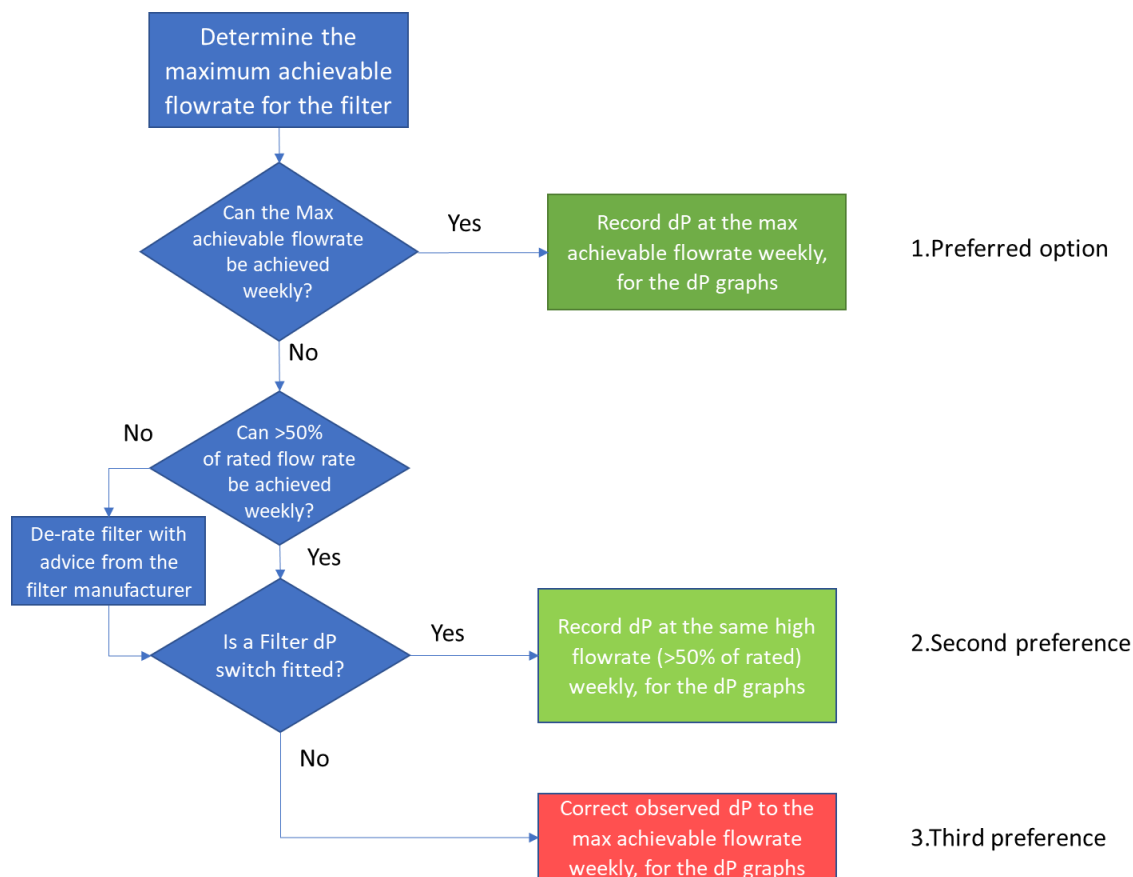 Determine the
maximum achievable
flowrate for the filter
Can the Max
achievable flowrate
be achieved
weekly?
Yes
Record dP at the max
achievable flowrate weekly,
for the dP graphs
1.Preferred option
No
Can >50%
of rated flow rate
be achieved
weekly?
No
De-rate filter with
advice from the
filter manufacturer
Yes
Is a Filter dP
switch fitted?
Yes
Record dP at the same high
flowrate (>50% of rated)
weekly, for the dP graphs
2.Second preference
No
Correct observed dP to the
max achievable flowrate
weekly, for the dP graphs
3.Third preference